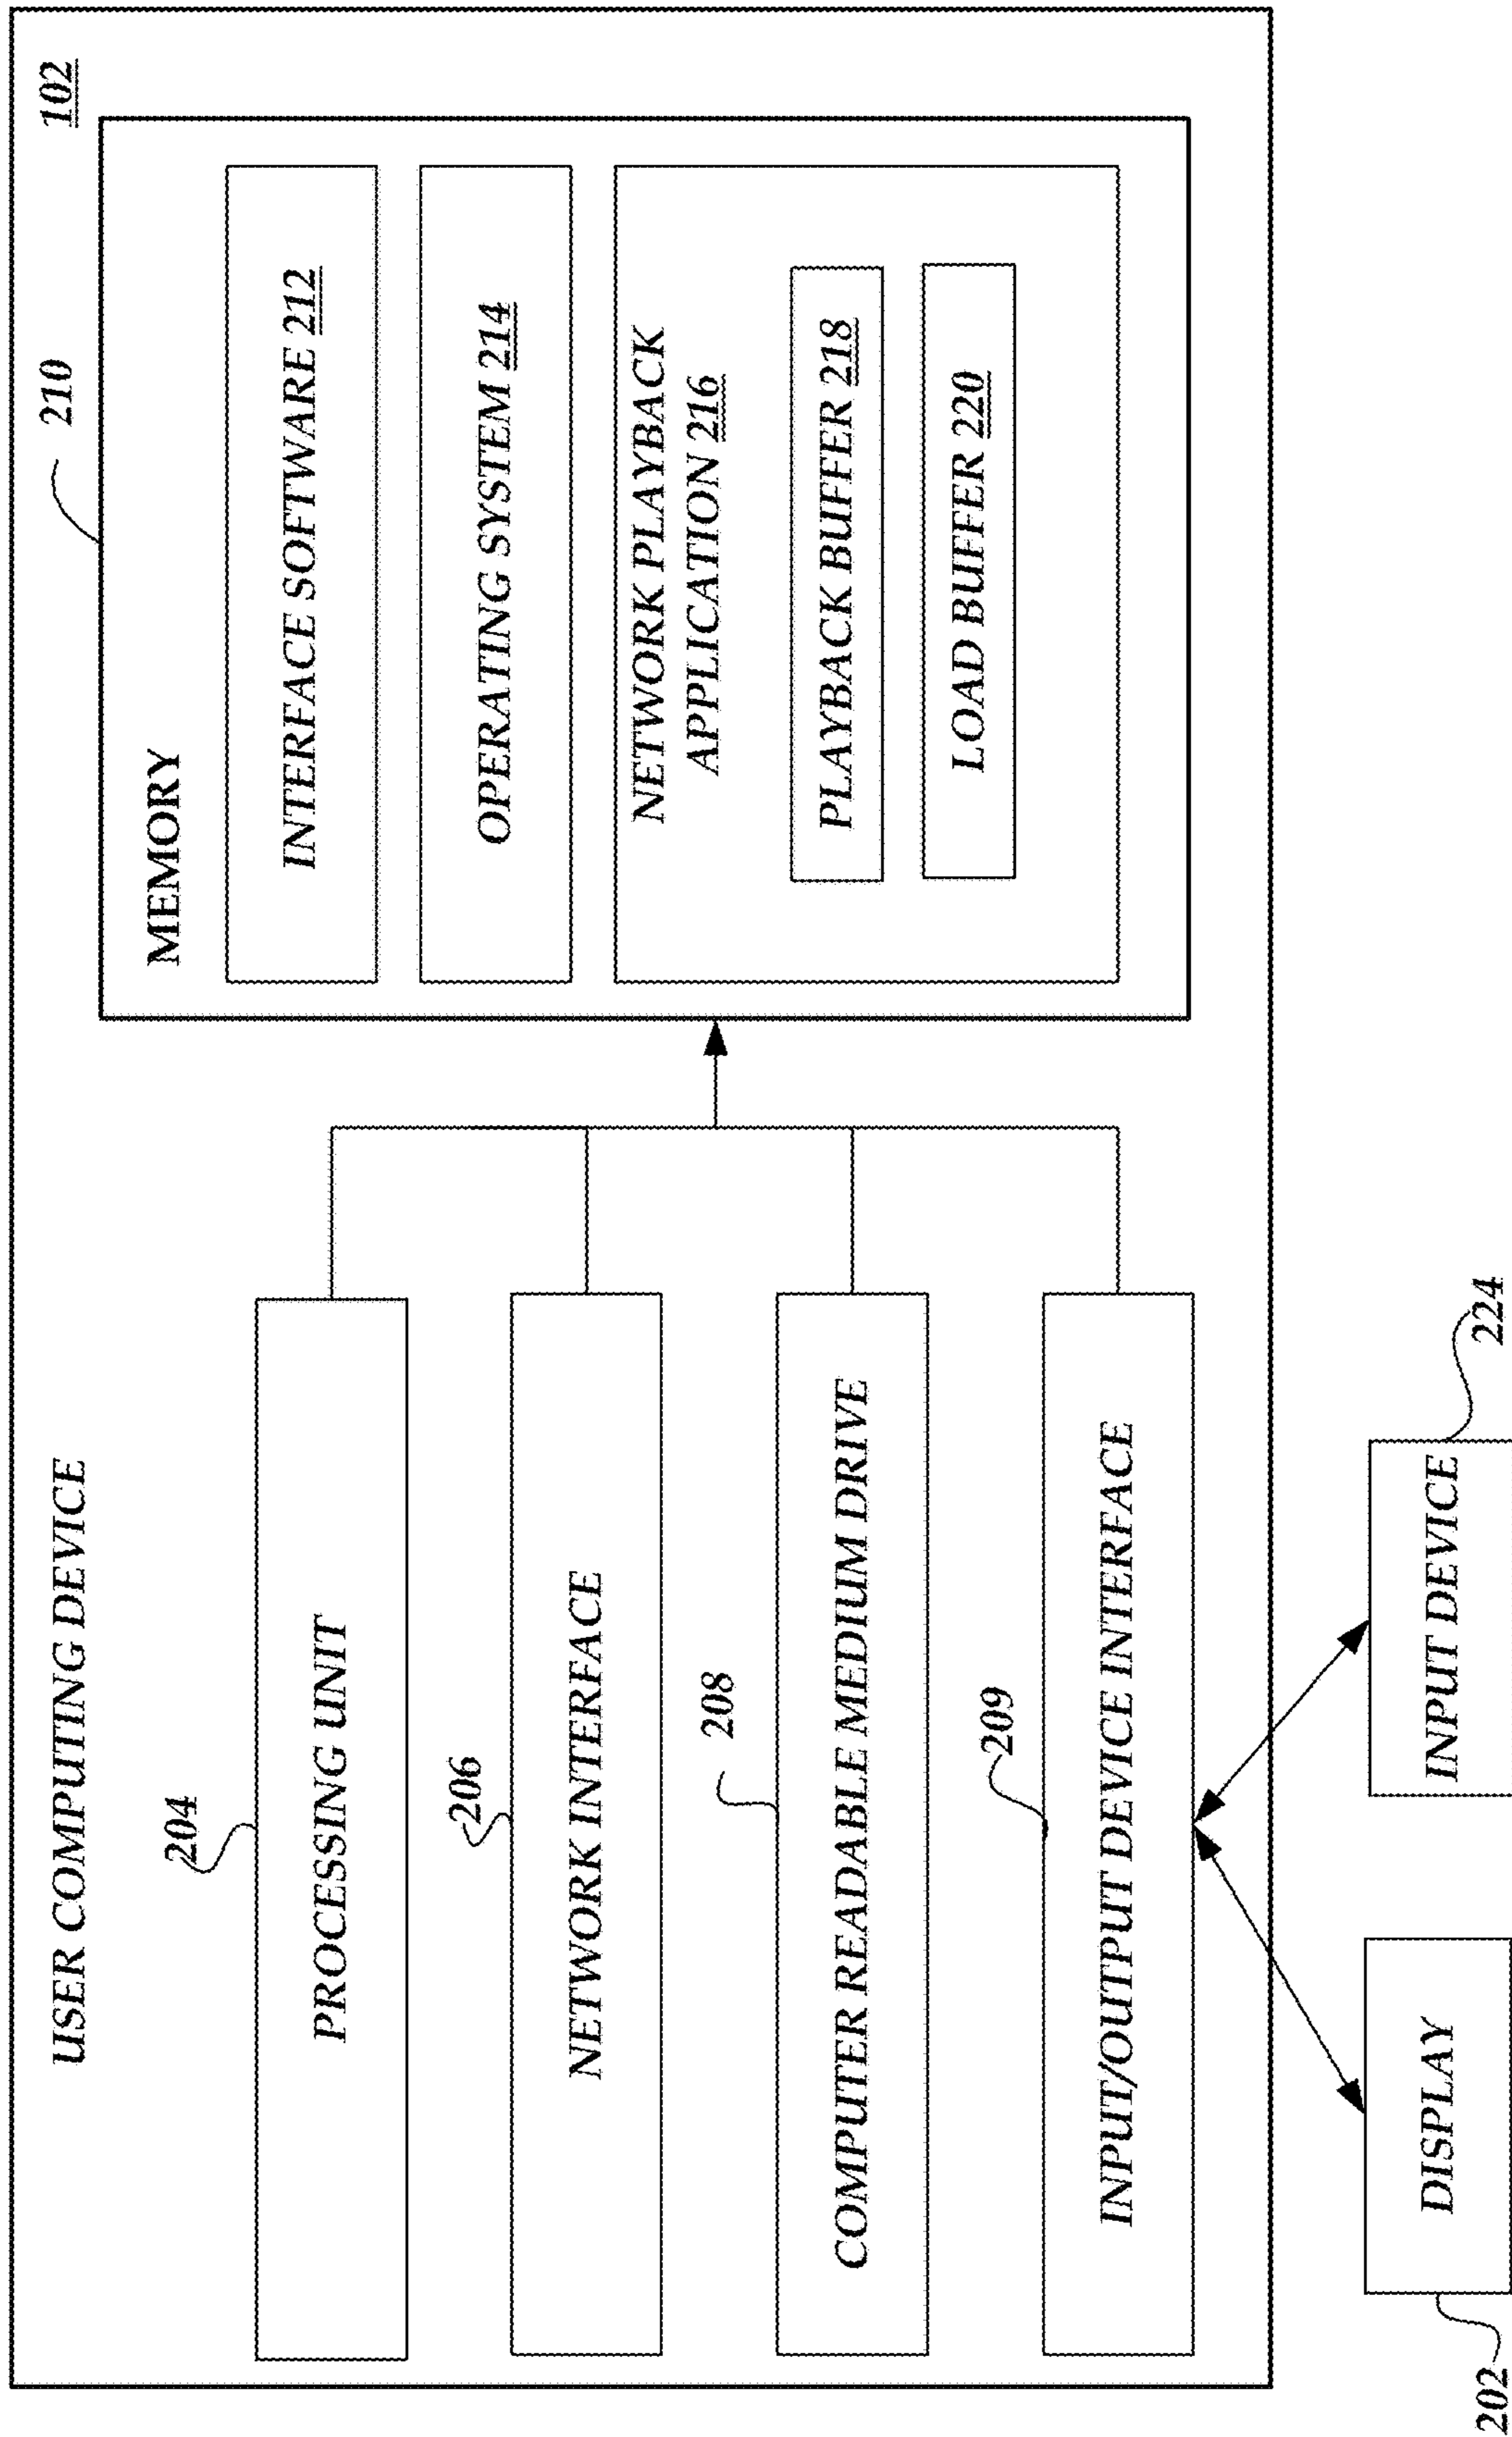 USER COMPUTING DEVICE
102
210
MEMORY
204
PROCESSING UNIT
INTERFACE SOFTWARE 212
206
NETWORK INTERFACE
OPERATING SYSTEM 214
208
COMPUTER READABLE MEDIUM DRIVE
NETWORK PLAYBACK
APPLICATION 216
PLAYBACK BUFFER 218
LOAD BUFFER 220
209
INPUT/OUTPUT DEVICE INTERFACE
202
DISPLAY
INPUT DEVICE
224